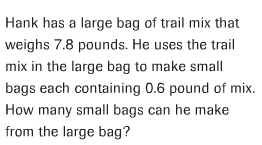 Hank has a large bag of trail mix that
weighs 7.8 pounds. He uses the trail
mix in the large bag to make small
bags each containing 0.6 pound of mix.
How many small bags can he make
from the large bag?